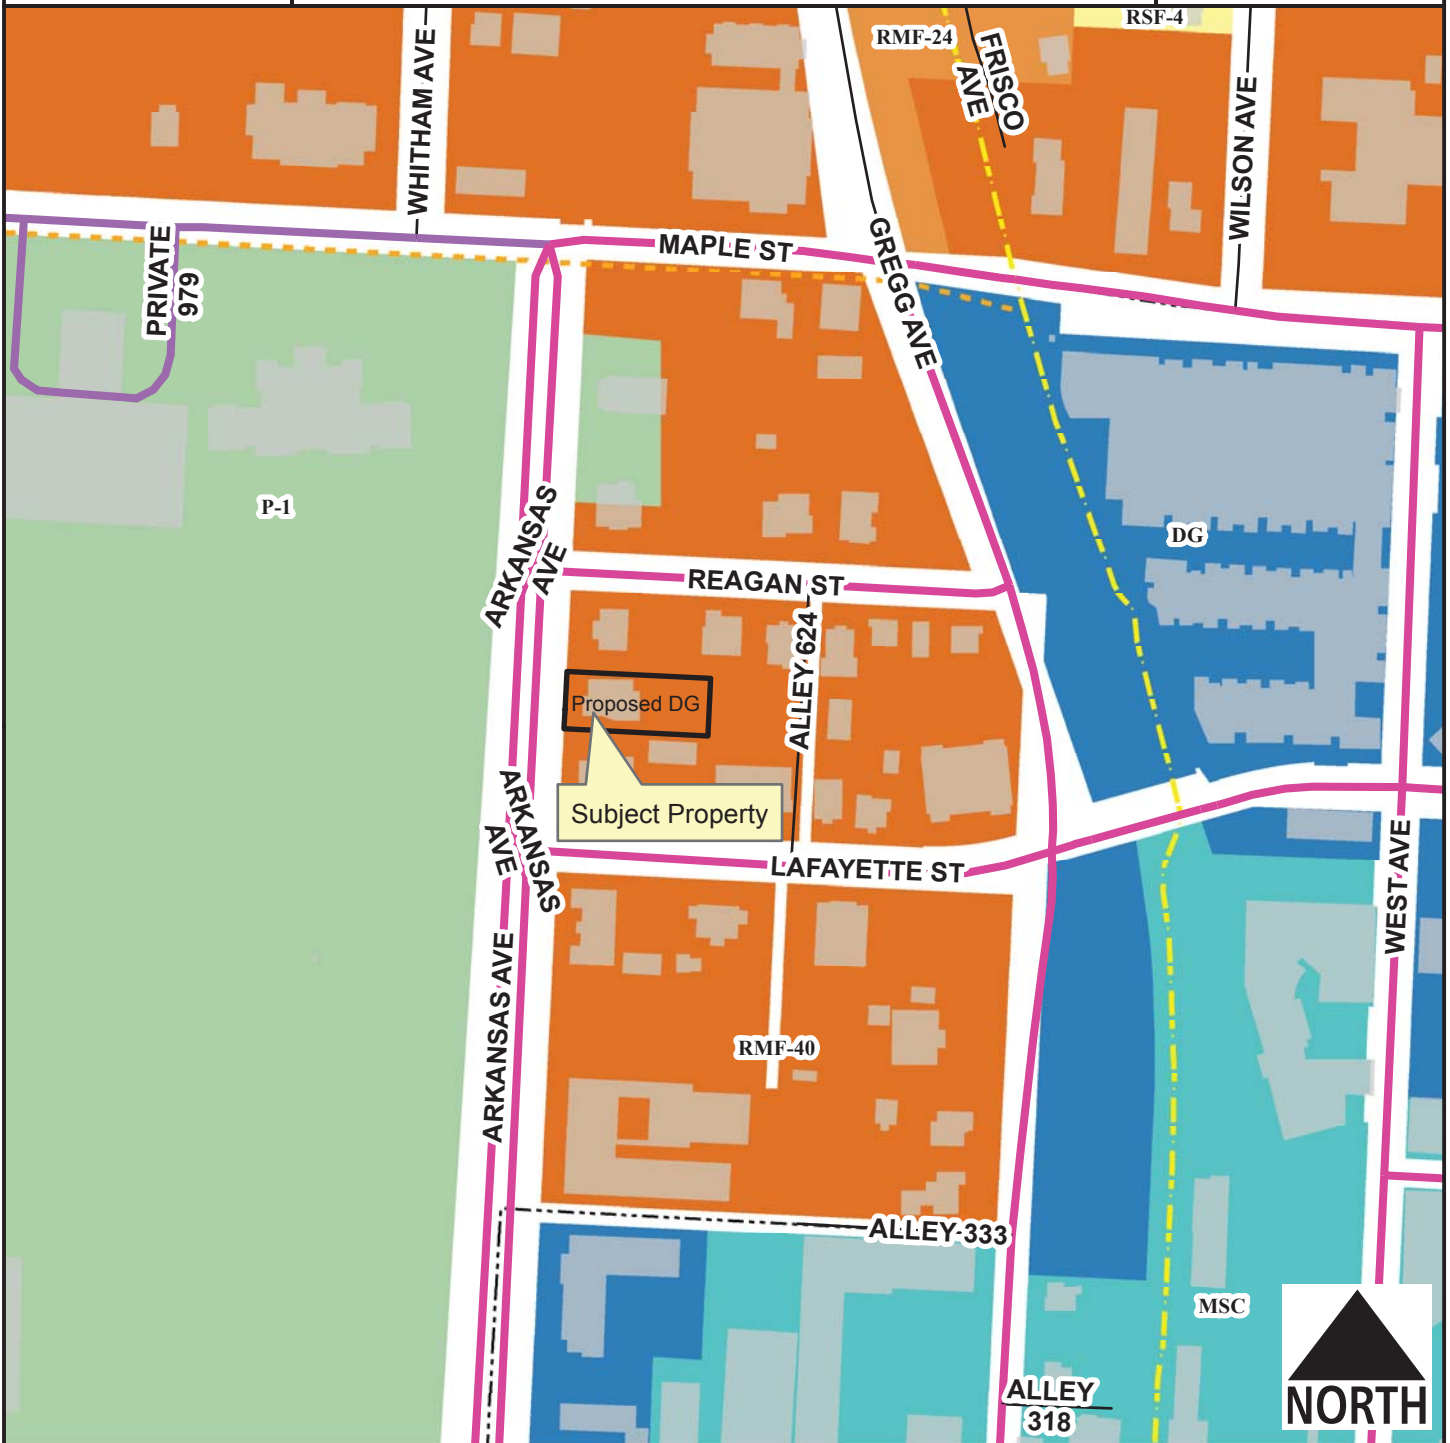 RSF-4
RMF-24
FRISCO
AVE
WHITHAM AVE
WILSON AVE
PRIVATE
979
MAPLE ST
GREGG AVE
P-1
ARKANSAS
AVE
DG
REAGAN ST
ALLEY 624
Proposed DG
Subject Property
ARKANSAS
AVE
LAFAYETTE ST
WEST AVE
ARKANSAS AVE
RMF-40
ALLEY 333
MSC
ALLEY
318
NORTH